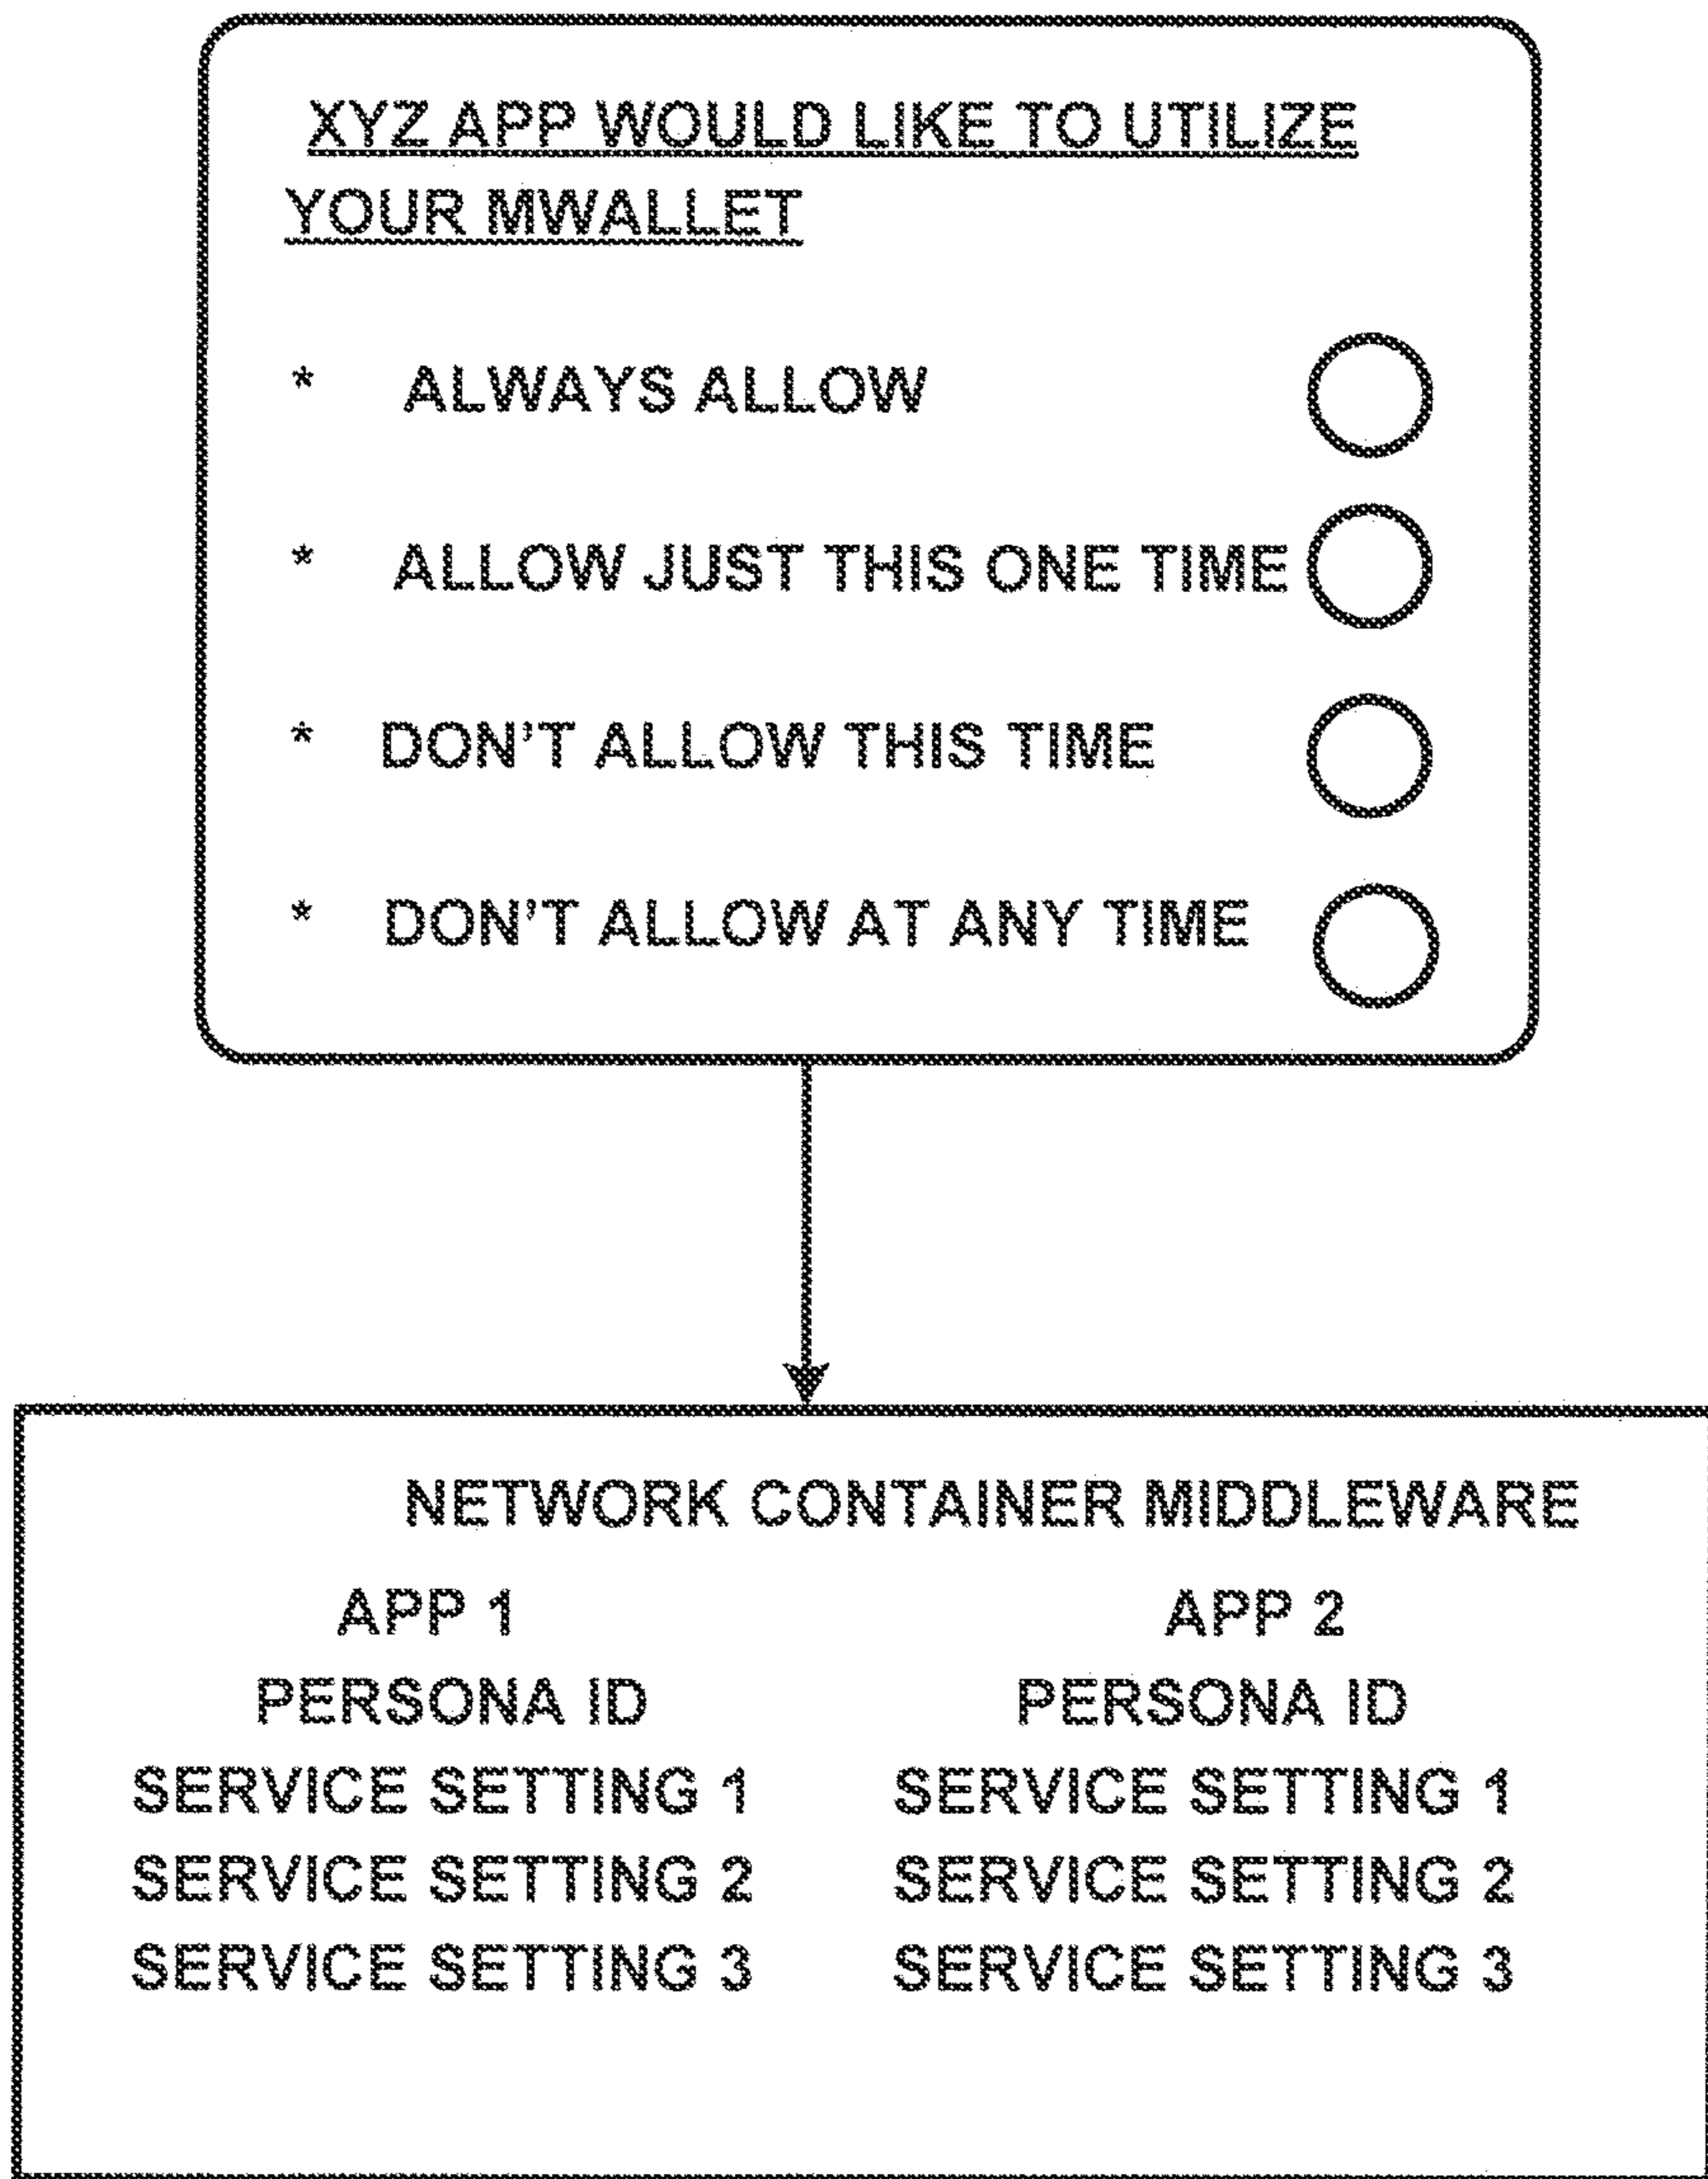 XYZ APP WOULD LIKE TO UTILIZE
YOUR MWALLET
* ALWAYS ALLOW
* ALLOW JUST THIS ONE TIME
* DON'T ALLOW THIS TIME
* DON'T ALLOW AT ANY TIME
NETWORK CONTAINER MIDDLEWARE
APP 1
PERSONA ID
SERVICE SETTING 1
SERVICE SETTING 2
SERVICE SETTING 3
APP 2
PERSONA ID
SERVICE SETTING 1
SERVICE SETTING 2
SERVICE SETTING 3